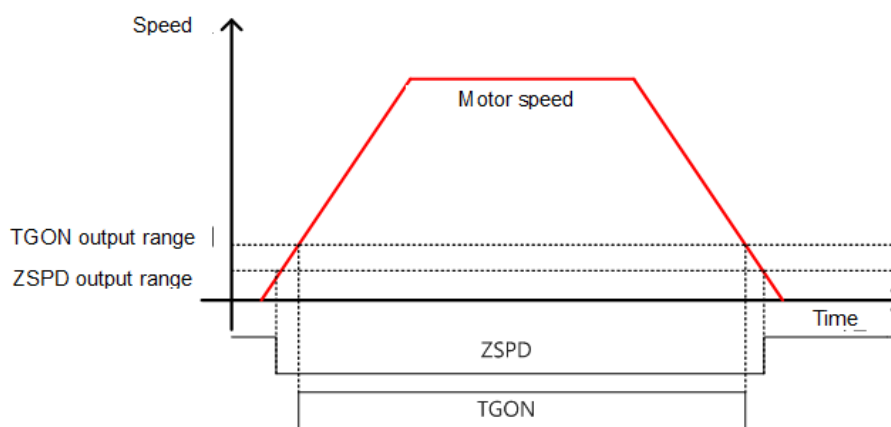 Speed
Motor speed
TGON output range
ZSPD output range
Time
ZSPD
TGON